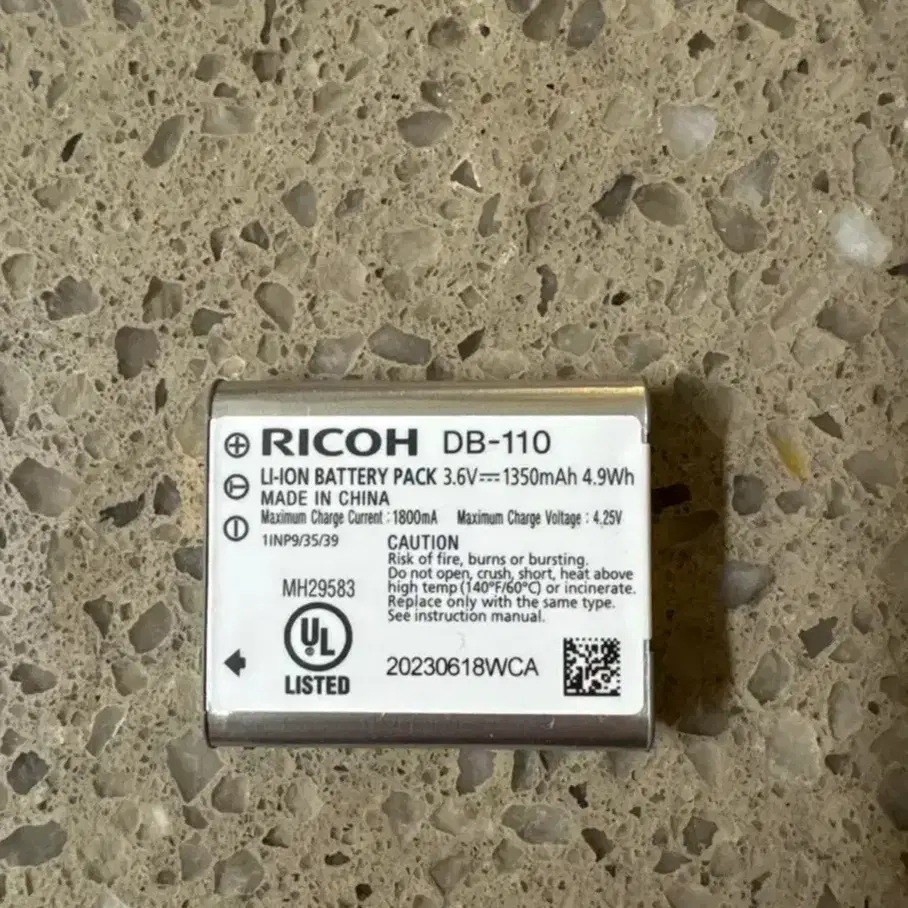 RICOH DB-110
LI-ION BATTERY PACK 3.6V⎓1350mAh 4.9Wh
MADE IN CHINA
Maximum Charge Current : 1800mA Maximum Charge Voltage : 4.25V
1INP9/35/39
CAUTION
Risk of fire, burns or bursting.
Do not open, crush, short, heat above
high temp (140°F/60°C) or incinerate.
Replace only with the same type.
See instruction manual.
MH29583
UL
LISTED
20230618WCA